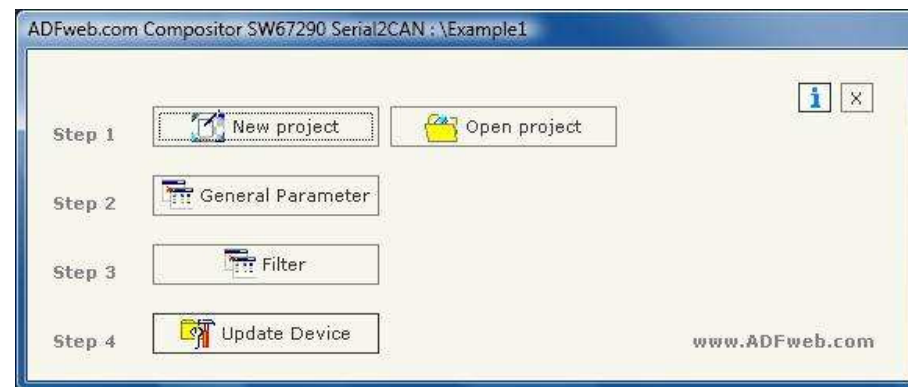 ADFweb.com Compositor SW67290 Serial2CAN : \Example1
i X
Step 1 New project Open project
Step 2 General Parameter
Step 3 Filter
Step 4 Update Device www.ADFweb.com